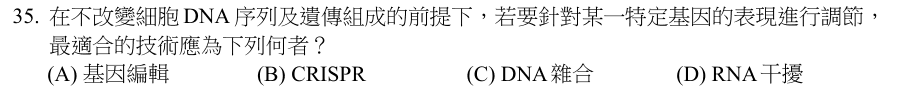 35. 在不改變細胞 DNA 序列及遺傳組成的前提下，若要針對某一特定基因的表現進行調節，
最適合的技術應為下列何者？
(A) 基因編輯 (B) CRISPR (C) DNA 雜合 (D) RNA 干擾